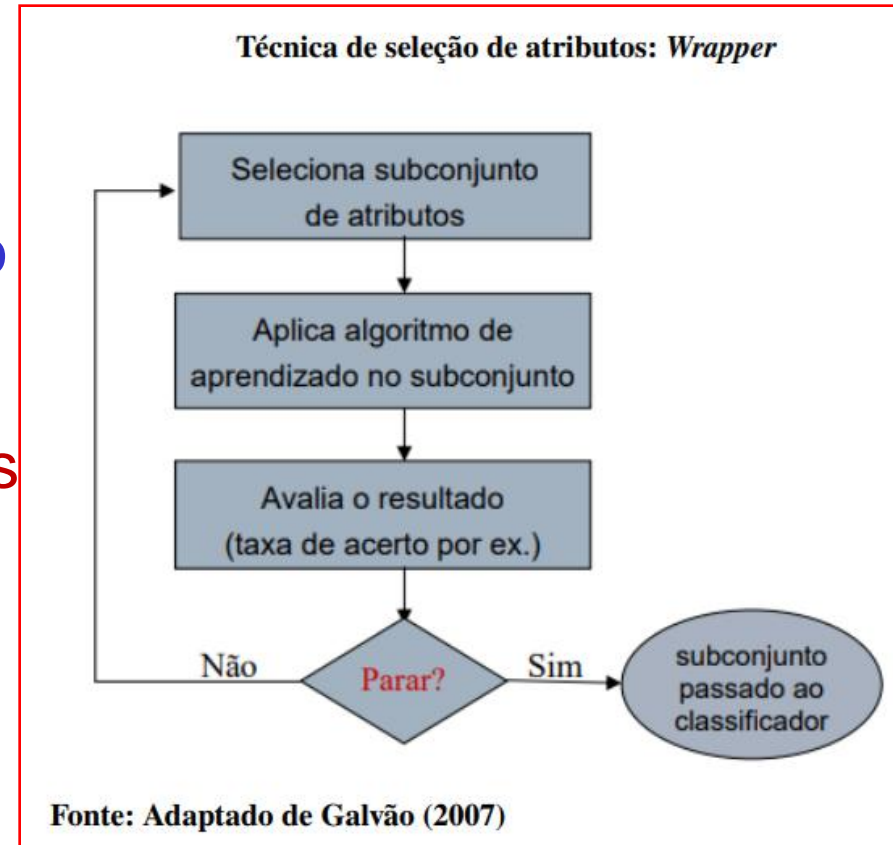 Técnica de seleção de atributos: Wrapper
Seleciona subconjunto
de atributos
Aplica algoritmo de
aprendizado no subconjunto
Avalia o resultado
(taxa de acerto por ex.)
Não
Parar?
Sim
subconjunto
passado ao
classificador
o
s
Fonte: Adaptado de Galvão (2007)